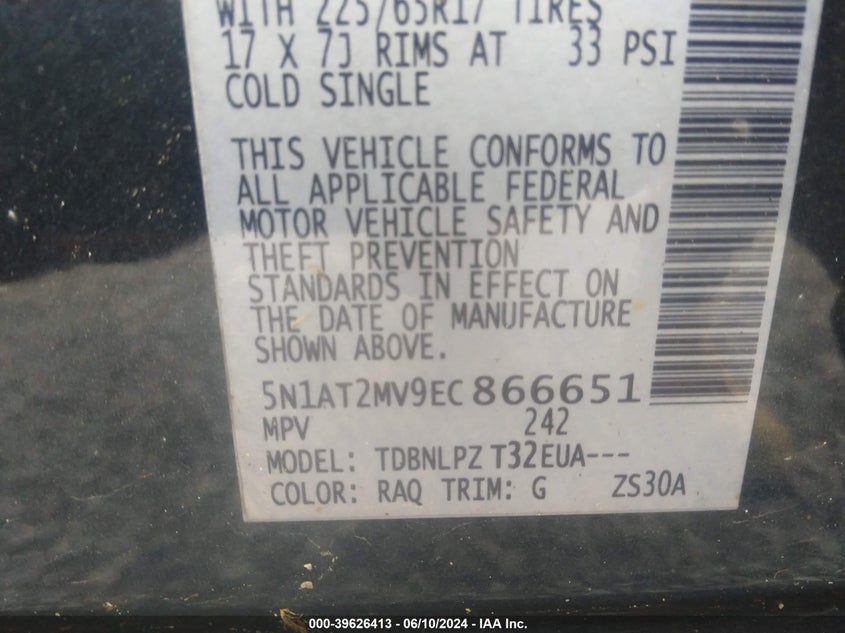 WITH 225/65R17 TIRES
17 X 7J RIMS AT 33 PSI
COLD SINGLE
THIS VEHICLE CONFORMS TO
ALL APPLICABLE FEDERAL
MOTOR VEHICLE SAFETY AND
THEFT PREVENTION
STANDARDS IN EFFECT ON
THE DATE OF MANUFACTURE
SHOWN ABOVE.
5N1AT2MV9EC866651
MPV 242
MODEL: TDBNLPZ T32EUA---
COLOR: RAQ TRIM: G ZS30A
000-39626413 - 06/10/2024 - IAA Inc.